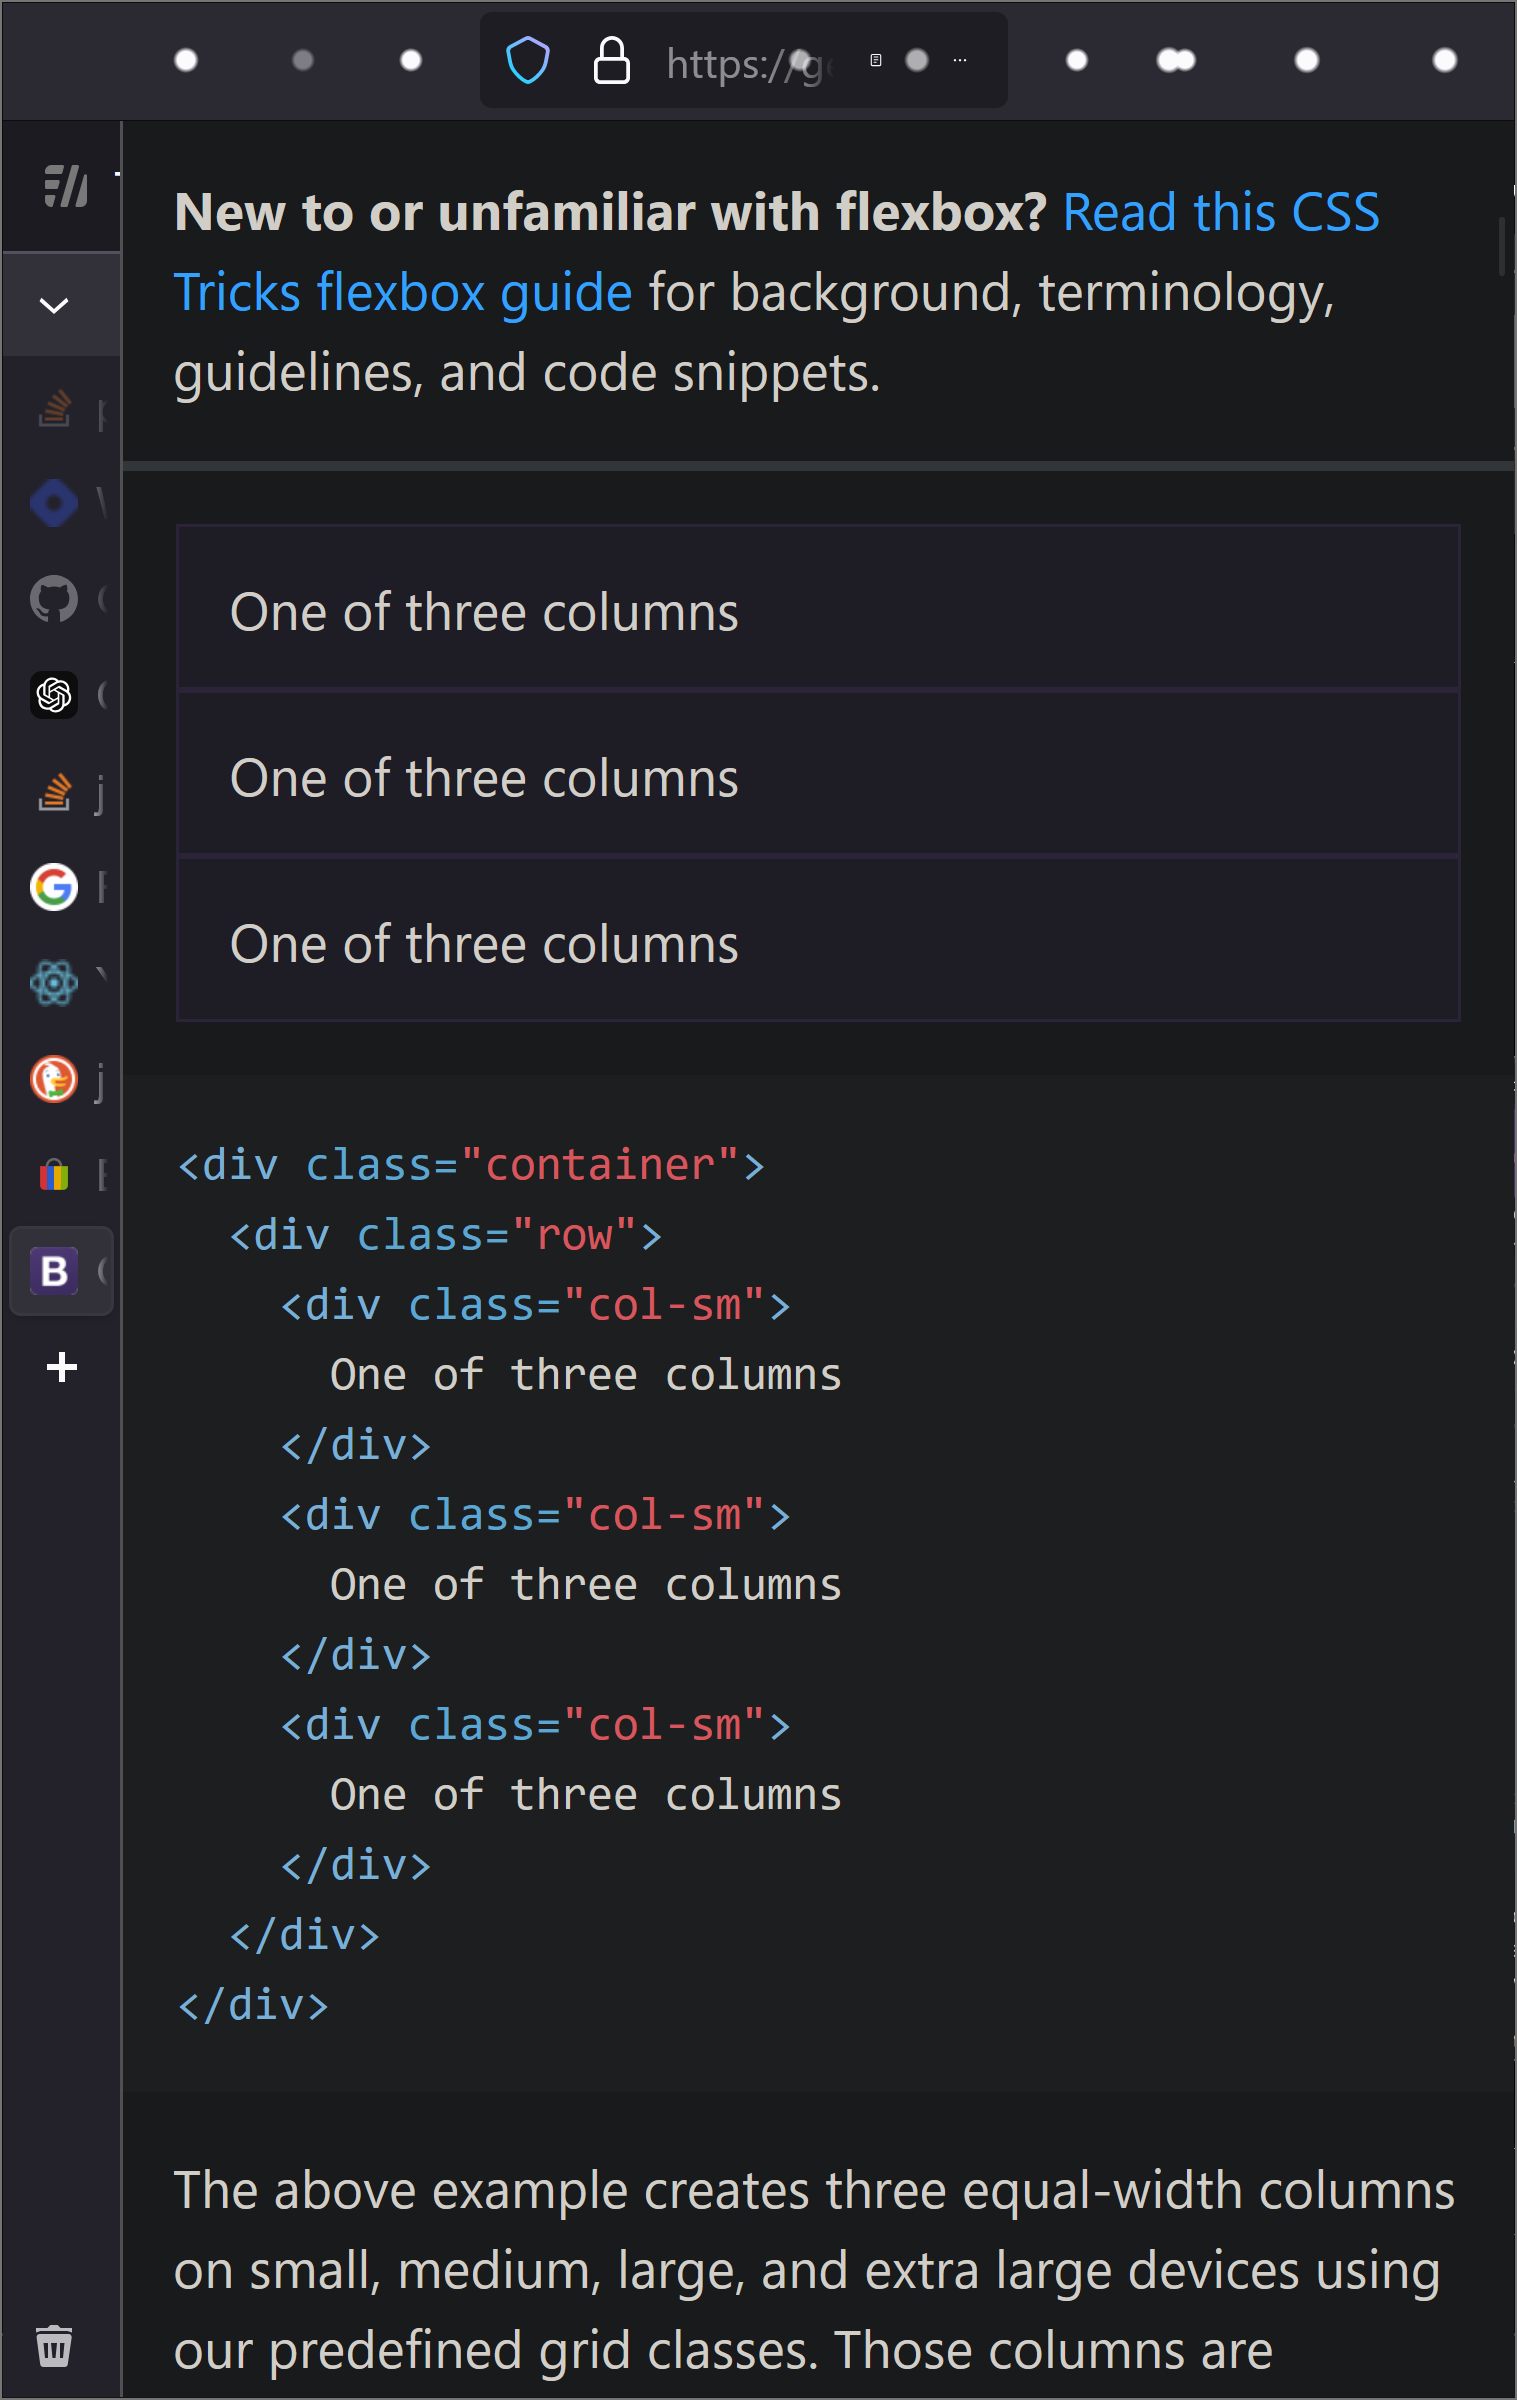 https://g
New to or unfamiliar with flexbox? Read this CSS
Tricks flexbox guide for background, terminology,
guidelines, and code snippets.
One of three columns
One of three columns
One of three columns
<div class="container">
<div class="row">
<div class="col-sm">
One of three columns
</div>
<div class="col-sm">
One of three columns
</div>
<div class="col-sm">
One of three columns
</div>
</div>
</div>
The above example creates three equal-width columns
on small, medium, large, and extra large devices using
our predefined grid classes. Those columns are
j
j
B